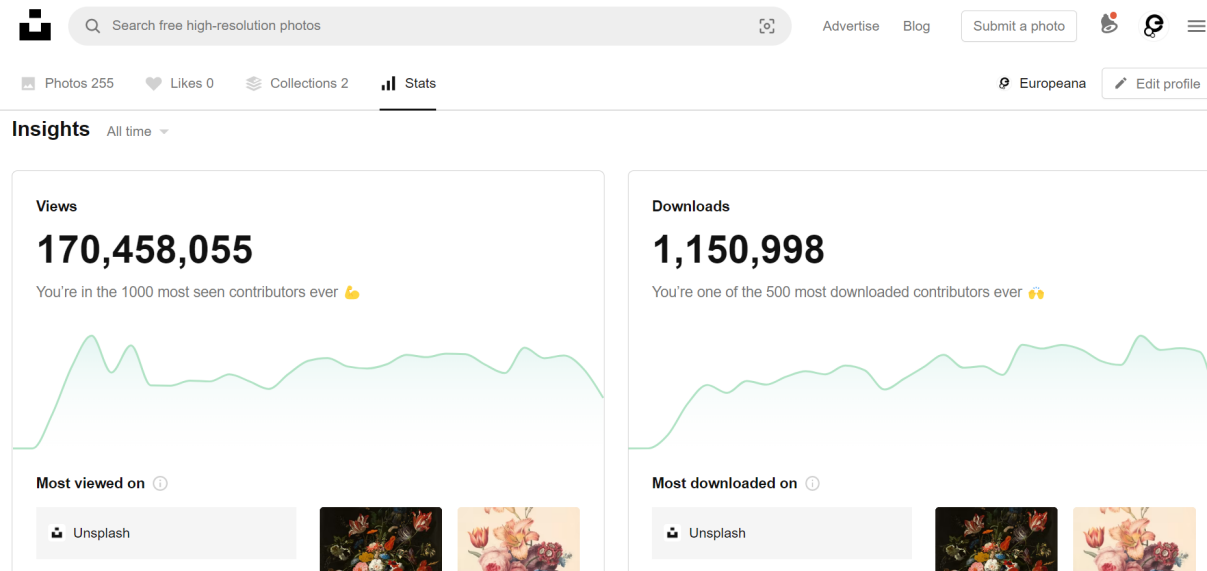 Search free high-resolution photos
Advertise Blog Submit a photo
Photos 255 Likes 0 Collections 2 Stats Europeana Edit profile
Insights All time
Views
170,458,055
You’re in the 1000 most seen contributors ever 💪
Most viewed on
Unsplash
Downloads
1,150,998
You’re one of the 500 most downloaded contributors ever 🙌
Most downloaded on
Unsplash